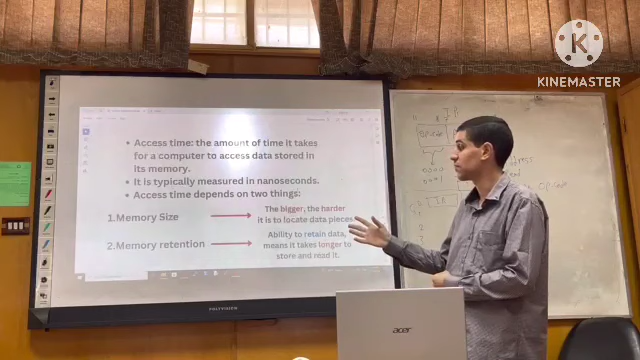 KINEMASTER
• Access time: the amount of time it takes
for a computer to access data stored in
its memory.
• It is typically measured in nanoseconds.
• Access time depends on two things:
1.Memory Size
The bigger, the harder
it is to locate data pieces
2.Memory retention
Ability to retain data,
means it takes longer to
store and read it.
POLYVISION
acer